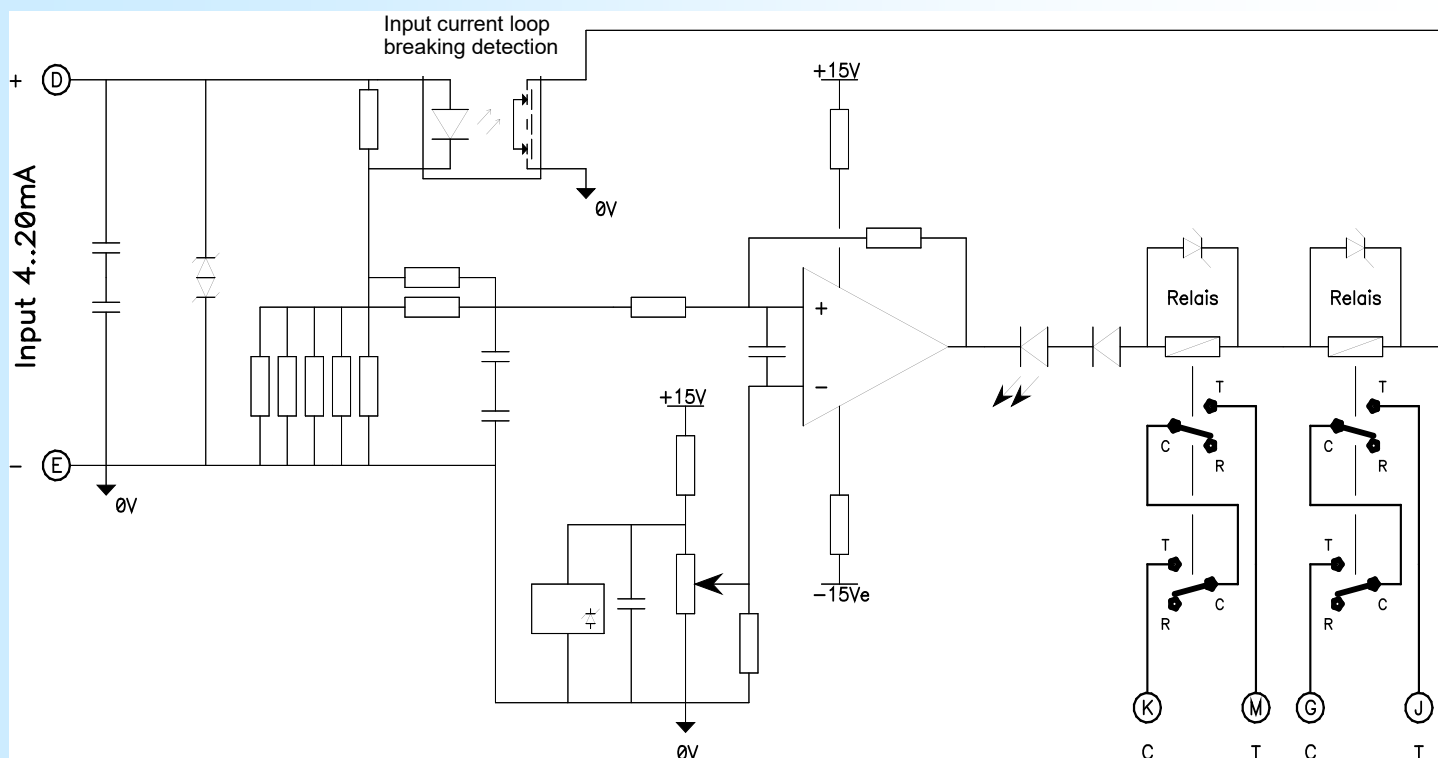 Input current loop
breaking detection
+15V
+ D
0V
Input 4..20mA
Relais
Relais
+
-
+15V
T
T
C
R
C
R
- E
0V
T
T
-15Ve
R
C
R
C
K
M
G
J
0V
C
T
C
T